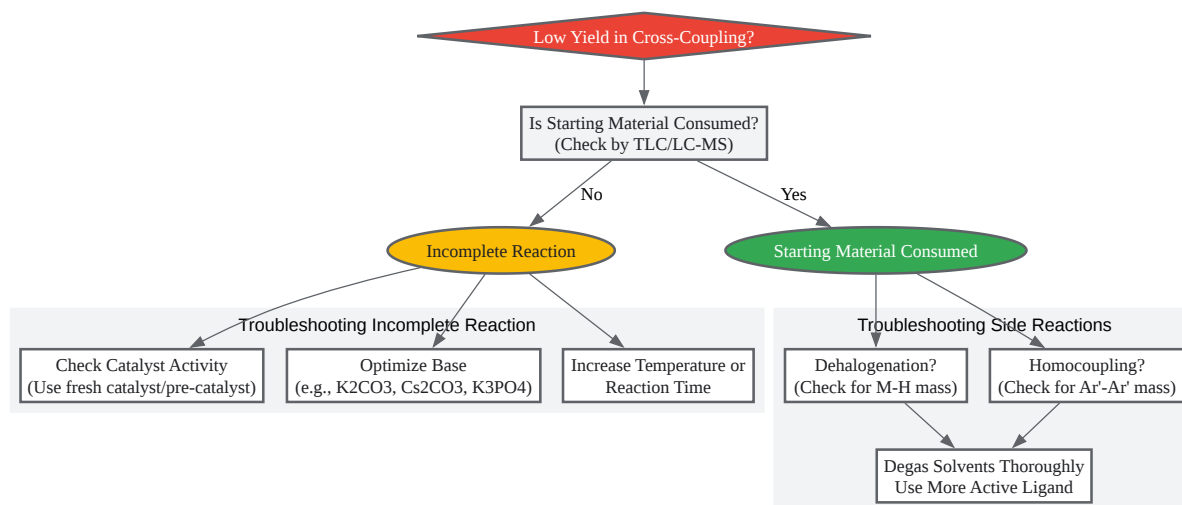 Low Yield in Cross-Coupling?
Is Starting Material Consumed?
(Check by TLC/LC-MS)
No
Yes
Incomplete Reaction
Starting Material Consumed
Troubleshooting Incomplete Reaction
Check Catalyst Activity
(Use fresh catalyst/pre-catalyst)
Optimize Base
(e.g., K2CO3, Cs2CO3, K3PO4)
Increase Temperature or
Reaction Time
Troubleshooting Side Reactions
Dehalogenation?
(Check for M-H mass)
Homocoupling?
(Check for Ar'-Ar' mass)
Degas Solvents Thoroughly
Use More Active Ligand